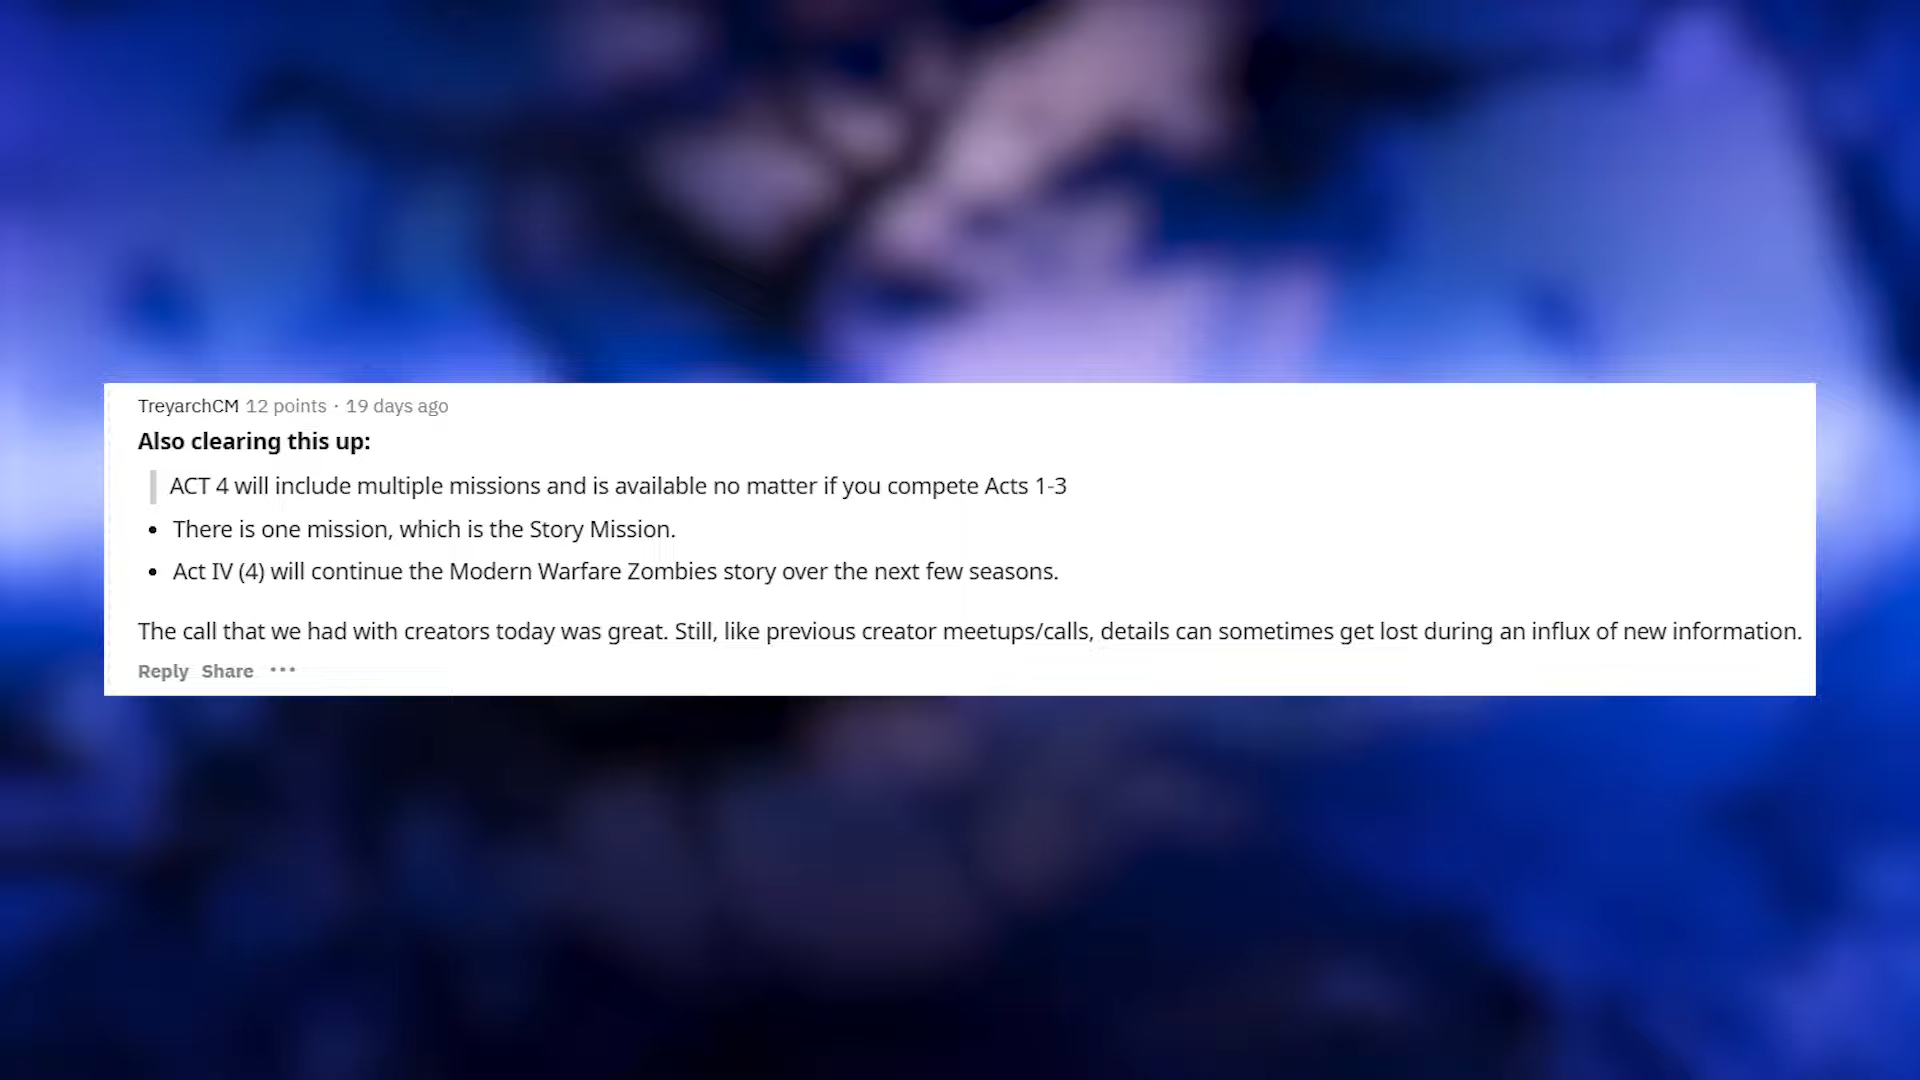 TreyarchCM 12 points · 19 days ago
Also clearing this up:
ACT 4 will include multiple missions and is available no matter if you compete Acts 1-3
• There is one mission, which is the Story Mission.
• Act IV (4) will continue the Modern Warfare Zombies story over the next few seasons.
The call that we had with creators today was great. Still, like previous creator meetups/calls, details can sometimes get lost during an influx of new information.
Reply Share •••